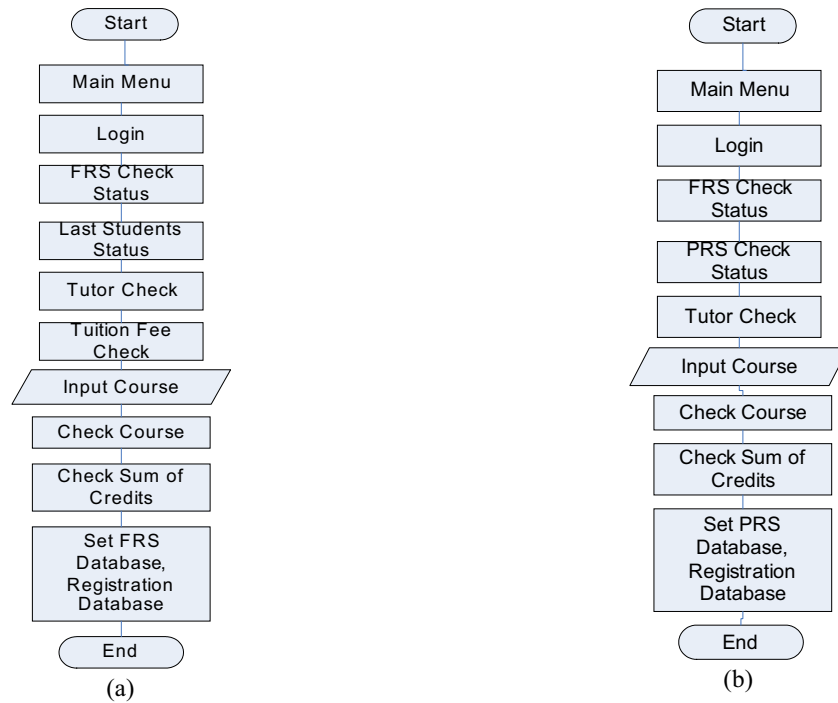 Start
Main Menu
Login
FRS Check
Status
Last Students
Status
Tutor Check
Tuition Fee
Check
Input Course
Check Course
Check Sum of
Credits
Set FRS
Database,
Registration
Database
End
(a)
Start
Main Menu
Login
FRS Check
Status
PRS Check
Status
Tutor Check
Input Course
Check Course
Check Sum of
Credits
Set PRS
Database,
Registration
Database
End
(b)